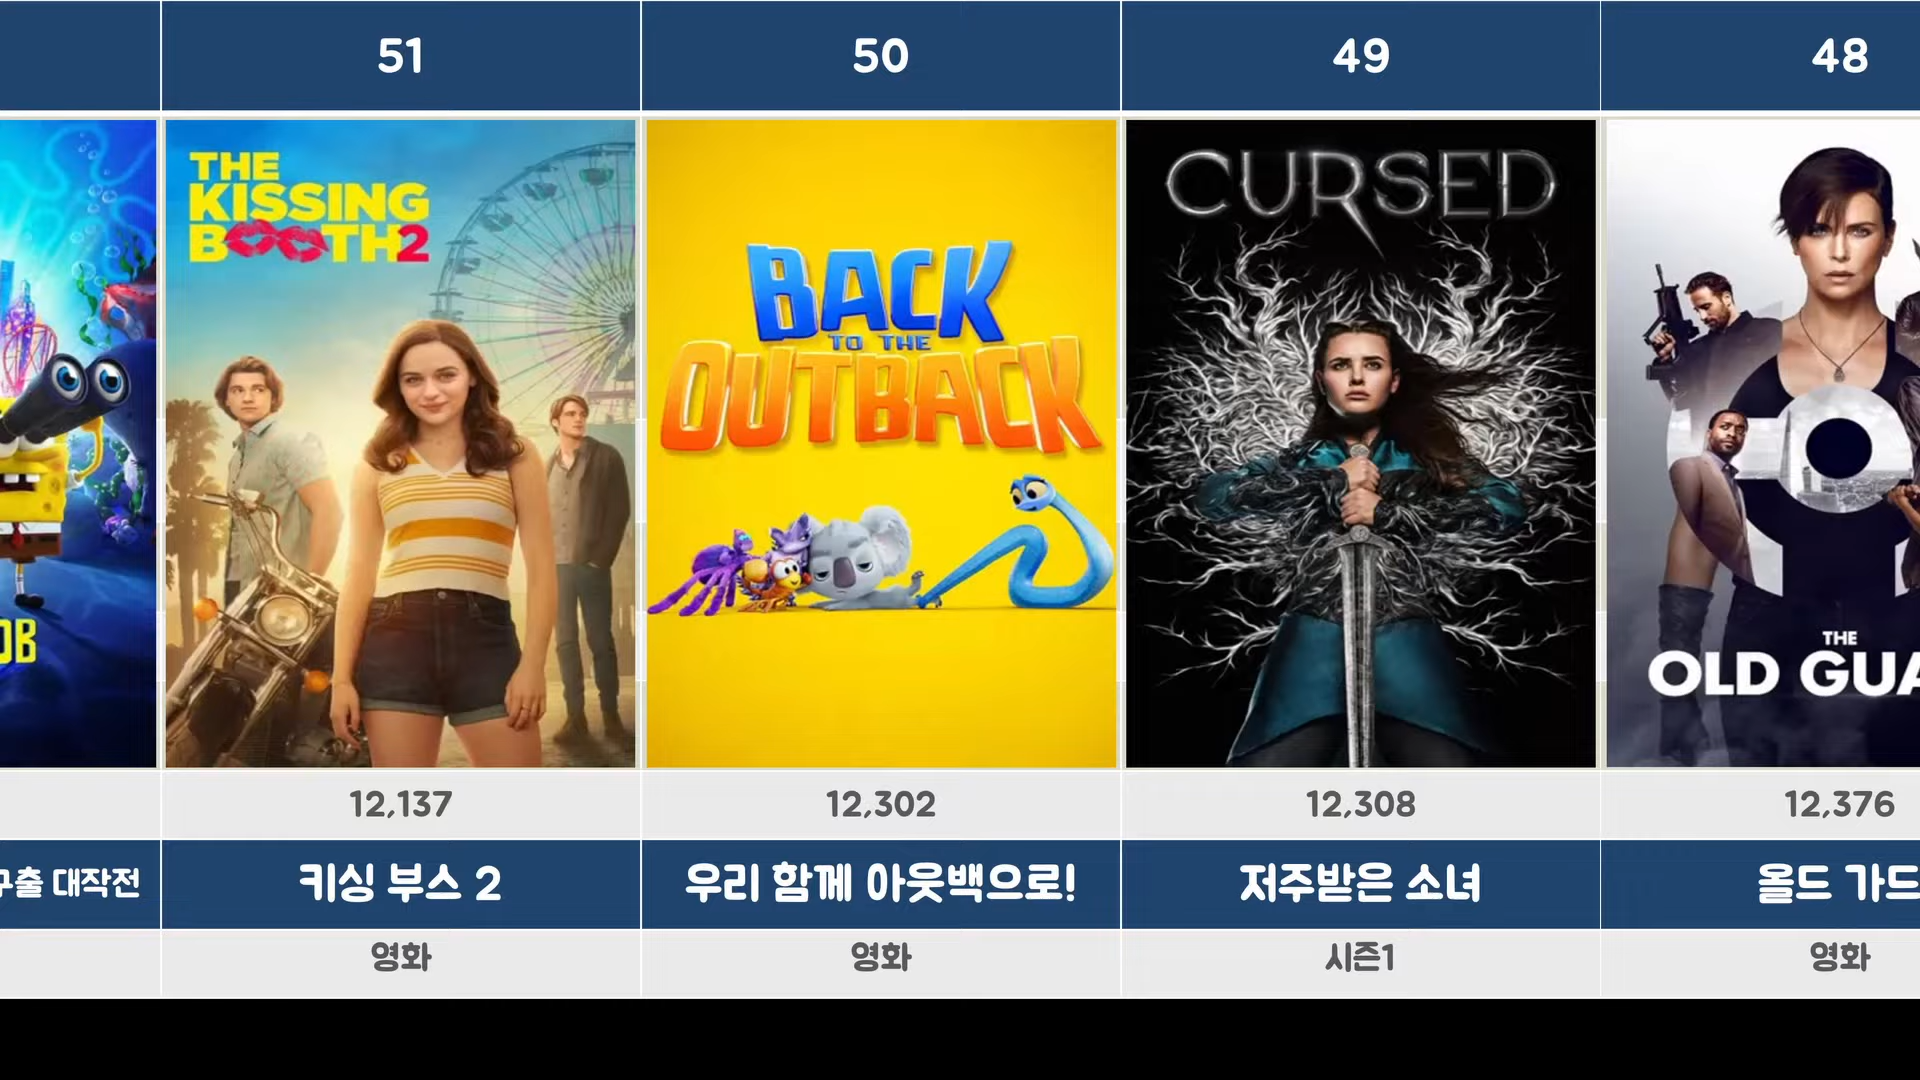 51
50
49
48
THE
KISSING
BOOTH2
BACK
TO THE
OUTBACK
CURSED
THE
OLD GUA
OB
12,137
12,302
12,308
12,376
구출 대작전
키싱 부스 2
우리 함께 아웃백으로!
저주받은 소녀
올드 가드
영화
영화
시즌1
영화